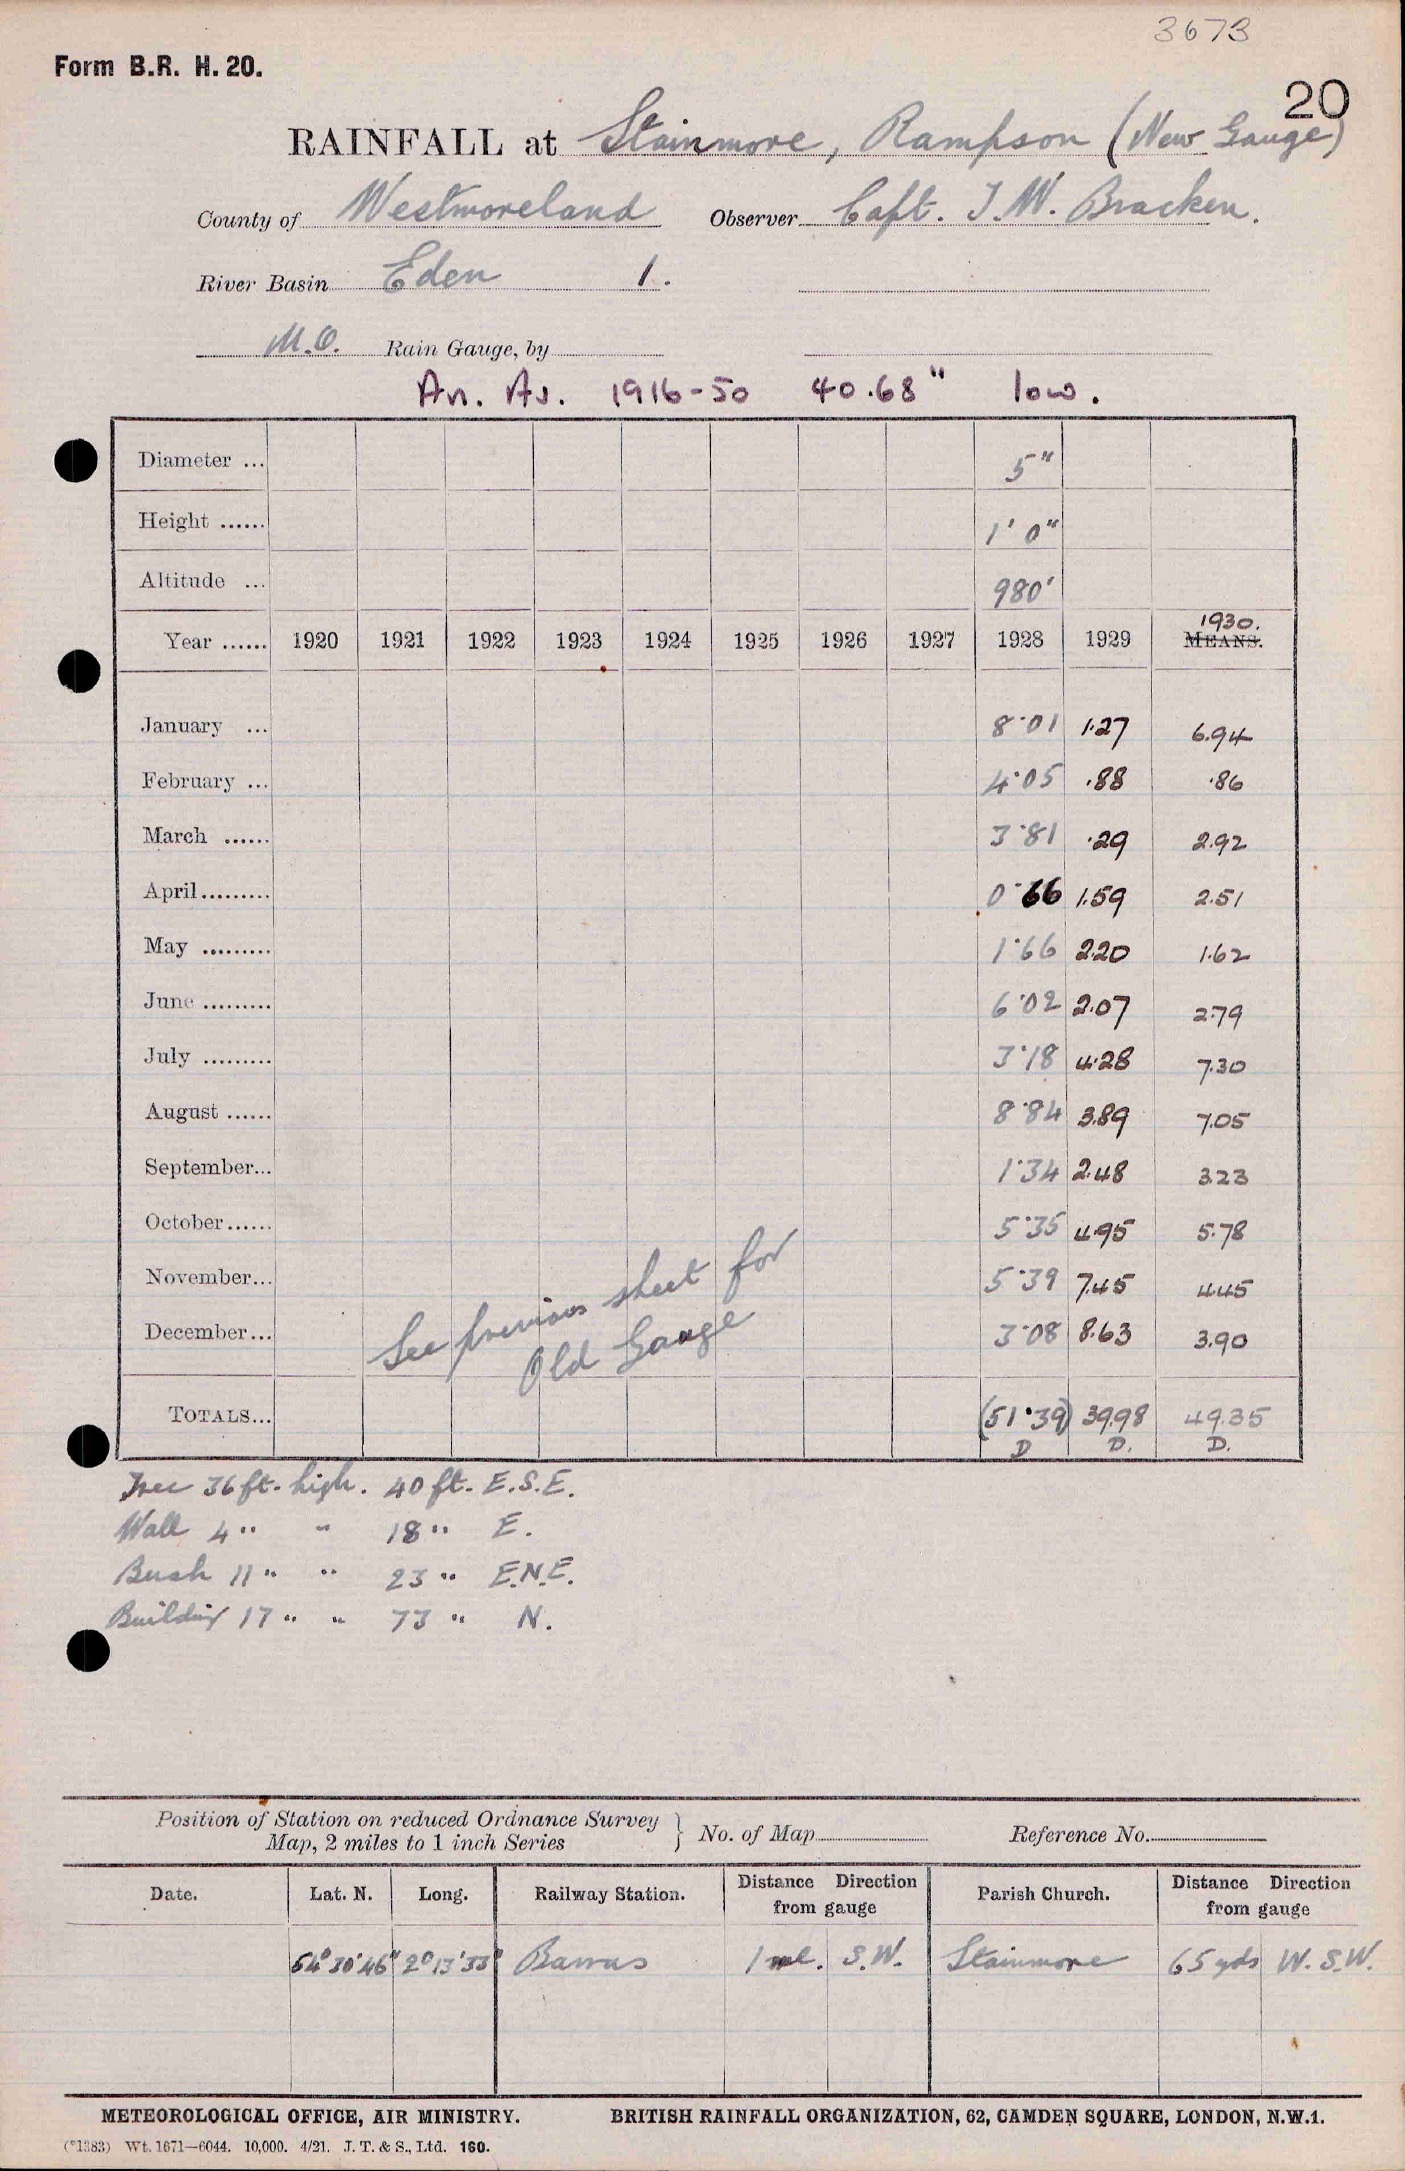 3673
Form B.R. H. 20.
20
RAINFALL at Stainmore, Rampson (New Gauge)
County of Westmoreland Observer Capt. T. W. Bracken.
River Basin Eden 1.
M.O. Rain Gauge, by
An. Av. 1916-50 40.68" low.
Diameter ... 5"
Height ...... 1' 0"
Altitude ... 980'
1930.
Year ...... 1920 1921 1922 1923 1924 1925 1926 1927 1928 1929 MEANS.
January ... 8·01 1·27 6.94
February ... 4·05 .88 ·86
March ...... 3·81 ·29 2.92
April ......... 0·66 1.59 2.51
May ......... 1·66 2.20 1.62
June ......... 6·02 2.07 2.79
July ......... 3·18 4.28 7.30
August ...... 8·84 3.89 7.05
September... 1·34 2.48 3.23
October ...... 5·35 4.95 5.78
November... 5·39 7.45 4.45
December... 3·08 8.63 3.90
See previous sheet for
Old Gauge
TOTALS... (51·39) 39.98 49.35
D D. D.
Tree 36 ft. high. 40 ft. E.S.E.
Wall 4 " " 18 " E.
Bush 11 " " 23 " E.N.E.
Building 17 " " 73 " N.
Position of Station on reduced Ordnance Survey
Map, 2 miles to 1 inch Series } No. of Map Reference No.
Date. Lat. N. Long. Railway Station. Distance Direction from gauge Parish Church. Distance Direction from gauge
54° 30' 46" 2° 13' 33" Barras 1 ml. S.W. Stainmore 65 yds W.S.W.
METEOROLOGICAL OFFICE, AIR MINISTRY. BRITISH RAINFALL ORGANIZATION, 62, CAMDEN SQUARE, LONDON, N.W.1.
(*1383) Wt. 1671—6044. 10,000. 4/21. J. T. & S., Ltd. 160.